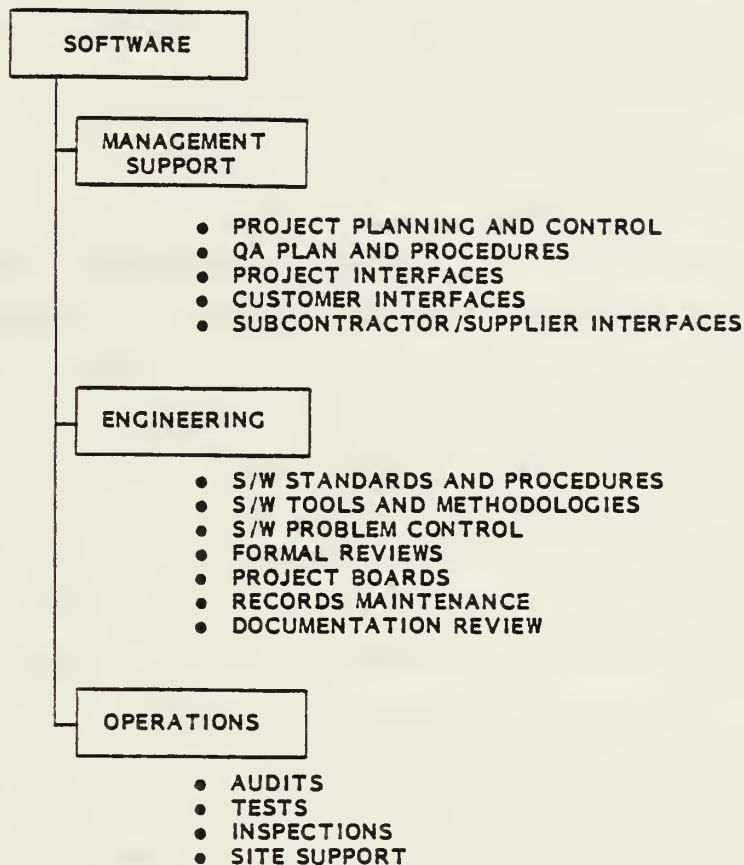 SOFTWARE
MANAGEMENT
SUPPORT
● PROJECT PLANNING AND CONTROL
● QA PLAN AND PROCEDURES
● PROJECT INTERFACES
● CUSTOMER INTERFACES
● SUBCONTRACTOR/SUPPLIER INTERFACES
ENGINEERING
● S/W STANDARDS AND PROCEDURES
● S/W TOOLS AND METHODOLOGIES
● S/W PROBLEM CONTROL
● FORMAL REVIEWS
● PROJECT BOARDS
● RECORDS MAINTENANCE
● DOCUMENTATION REVIEW
OPERATIONS
● AUDITS
● TESTS
● INSPECTIONS
● SITE SUPPORT